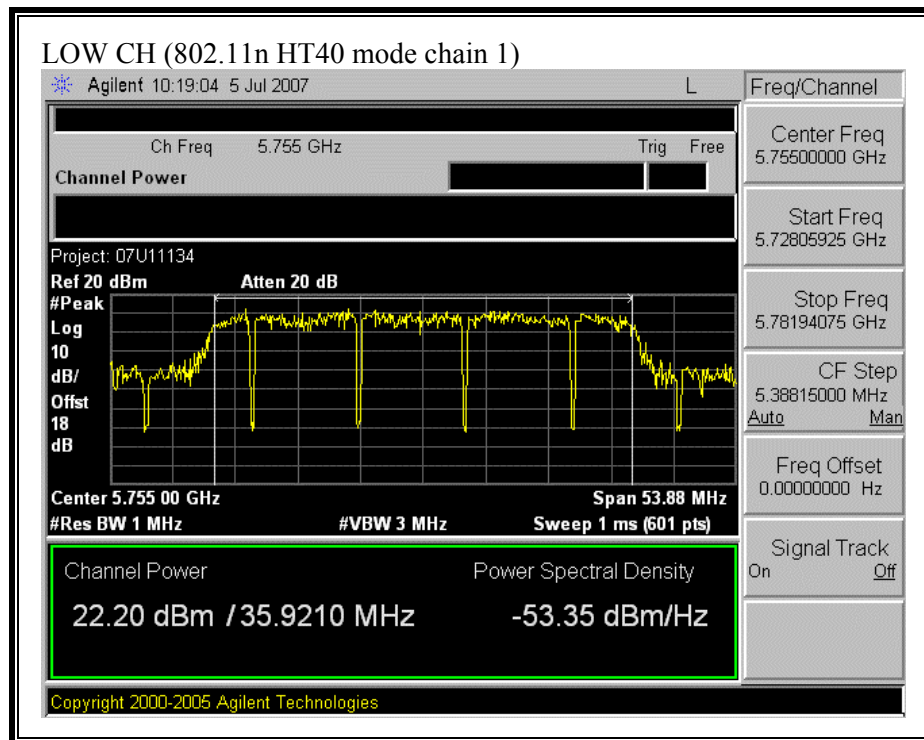 LOW CH (802.11n HT40 mode chain 1)
Agilent 10:19:04 5 Jul 2007 L
Freq/Channel
Ch Freq 5.755 GHz Trig Free
Channel Power
Center Freq
5.75500000 GHz
Start Freq
5.72805925 GHz
Stop Freq
5.78194075 GHz
CF Step
5.38815000 MHz
Auto Man
Freq Offset
0.00000000 Hz
Signal Track
On Off
Project: 07U11134
Ref 20 dBm Atten 20 dB
#Peak
Log
10
dB/
Offst
18
dB
Center 5.755 00 GHz Span 53.88 MHz
#Res BW 1 MHz #VBW 3 MHz Sweep 1 ms (601 pts)
Channel Power Power Spectral Density
22.20 dBm / 35.9210 MHz -53.35 dBm/Hz
Copyright 2000-2005 Agilent Technologies